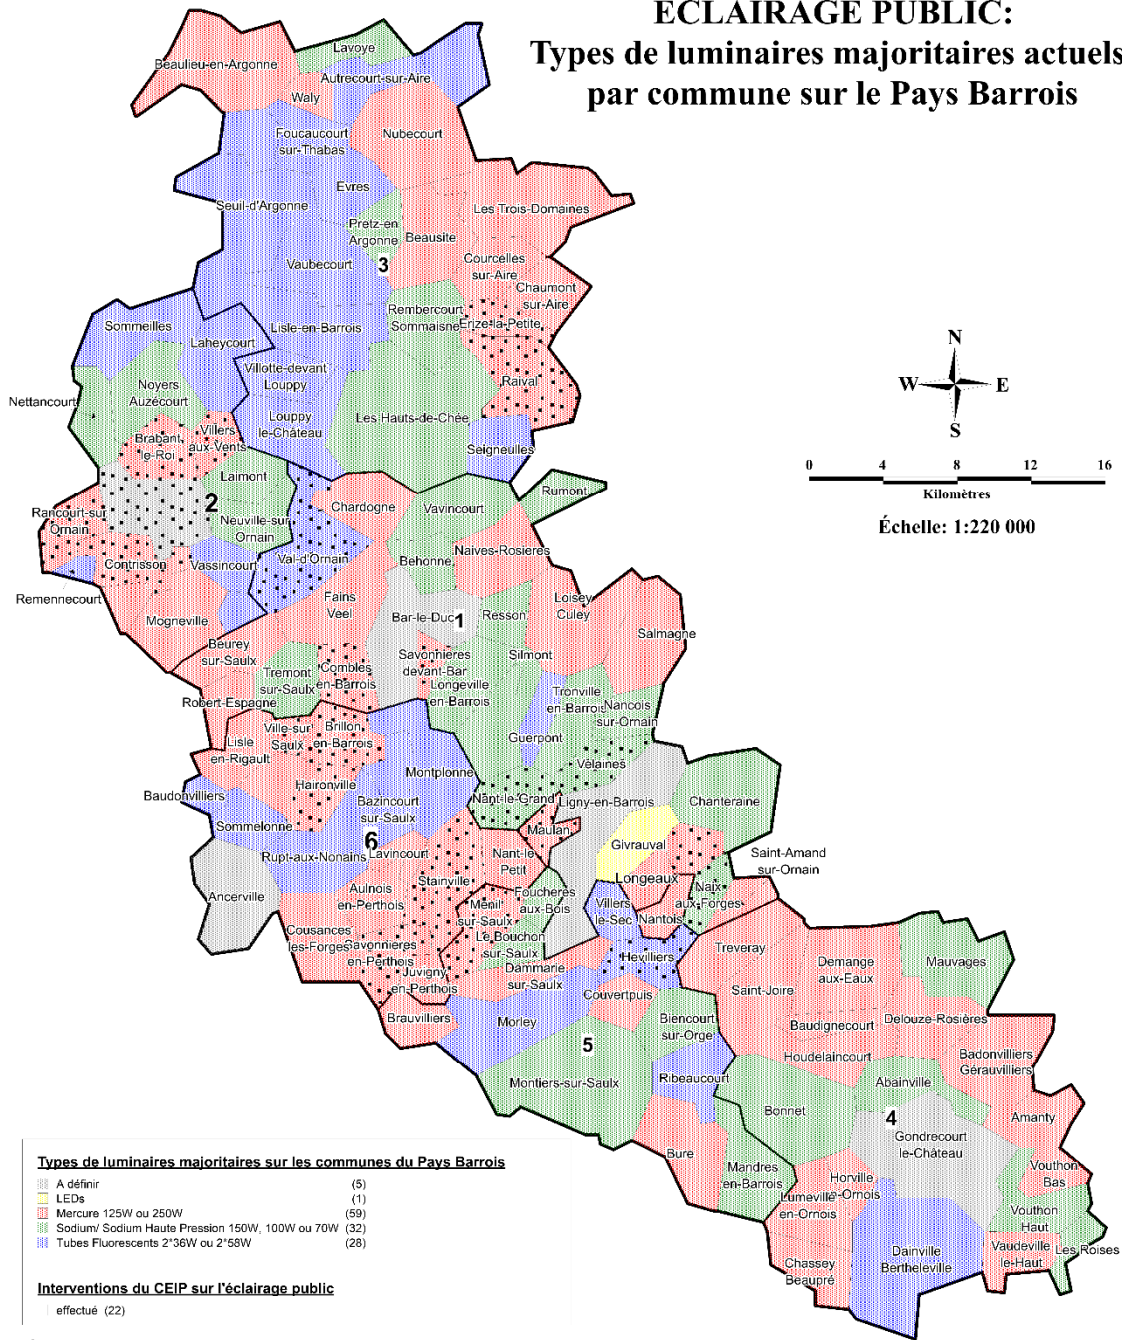 ECLAIRAGE PUBLIC:
Types de luminaires majoritaires actuels
par commune sur le Pays Barrois
Lavoye
Beaulieu-en-Argonne
Autrecourt-sur-Aire
Waly
Foucaucourt
sur-Thabas
Nubecourt
Evres
Seuil-d'Argonne
Les Trois-Domaines
Pretz-en
Argonne
Beausite
Vaubecourt
3
Courcelles
sur-Aire
Chaumont
sur-Aire
Rembercourt
Sommaisne
Erize-la-Petite
Sommeilles
Lisle-en-Barrois
Laheycourt
Villotte-devant
Louppy
Noyers
Auzécourt
Raival
Nettancourt
Louppy
le-Château
Les Hauts-de-Chée
Villers
aux-Vents
Brabant
le-Roi
Seigneulles
Laimont
Rumont
2
Rancourt-sur
Ornain
Neuville-sur
Ornain
Chardogne
Vavincourt
Contrisson
Vassincourt
Val-d'Ornain
Behonne
Naives-Rosieres
Remennecourt
Fains
Veel
Loisey
Culey
Mogneville
Bar-le-Duc
1
Resson
Salmagne
Beurey
sur-Saulx
Savonnieres
devant-Bar
Silmont
Tremont
sur-Saulx
Combles
en-Barrois
Longeville
en-Barrois
Tronville
en-Barrois
Nancois
sur-Ornain
Robert-Espagne
Ville-sur
Saulx
Brillon
en-Barrois
Lisle
en-Rigault
Guerpont
Velaines
Montplonne
Haironville
Baudonvilliers
Bazincourt
sur-Saulx
Nant-le-Grand
Ligny-en-Barrois
Chanteraine
Sommelonne
6
Maulan
Givrauval
Rupt-aux-Nonains
Lavincourt
Nant-le
Petit
Saint-Amand
sur-Ornain
Ancerville
Aulnois
en-Perthois
Stainville
Longeaux
Foucheres
aux-Bois
Naix
aux-Forges
Ménil
sur-Saulx
Villers
le-Sec
Nantois
Cousances
les-Forges
Savonnieres
en-Perthois
Le Bouchon
sur-Saulx
Hevilliers
Treveray
Juvigny
en-Perthois
Dammarie
sur-Saulx
Demange
aux-Eaux
Mauvages
Saint-Joire
Couvertpuis
Brauvilliers
Morley
Biencourt
sur-Orge
Baudignecourt
Delouze-Rosières
5
Houdelaincourt
Badonvilliers
Gérauvilliers
Montiers-sur-Saulx
Ribeaucourt
Abainville
Bonnet
4
Amanty
Gondrecourt
le-Château
Bure
Mandres
en-Barrois
Horville
en-Ornois
Vouthon
Bas
Lumeville
en-Ornois
Vouthon
Haut
Dainville
Bertheleville
Vaudeville
le-Haut
Les Roises
Chassey
Beaupré
N
W E
S
0 4 8 12 16
Kilomètres
Échelle: 1:220 000
Types de luminaires majoritaires sur les communes du Pays Barrois
A définir (5)
LEDs (1)
Mercure 125W ou 250W (59)
Sodium/ Sodium Haute Pression 150W, 100W ou 70W (32)
Tubes Fluorescents 2*36W ou 2*58W (28)
Interventions du CEIP sur l'éclairage public
effectué (22)